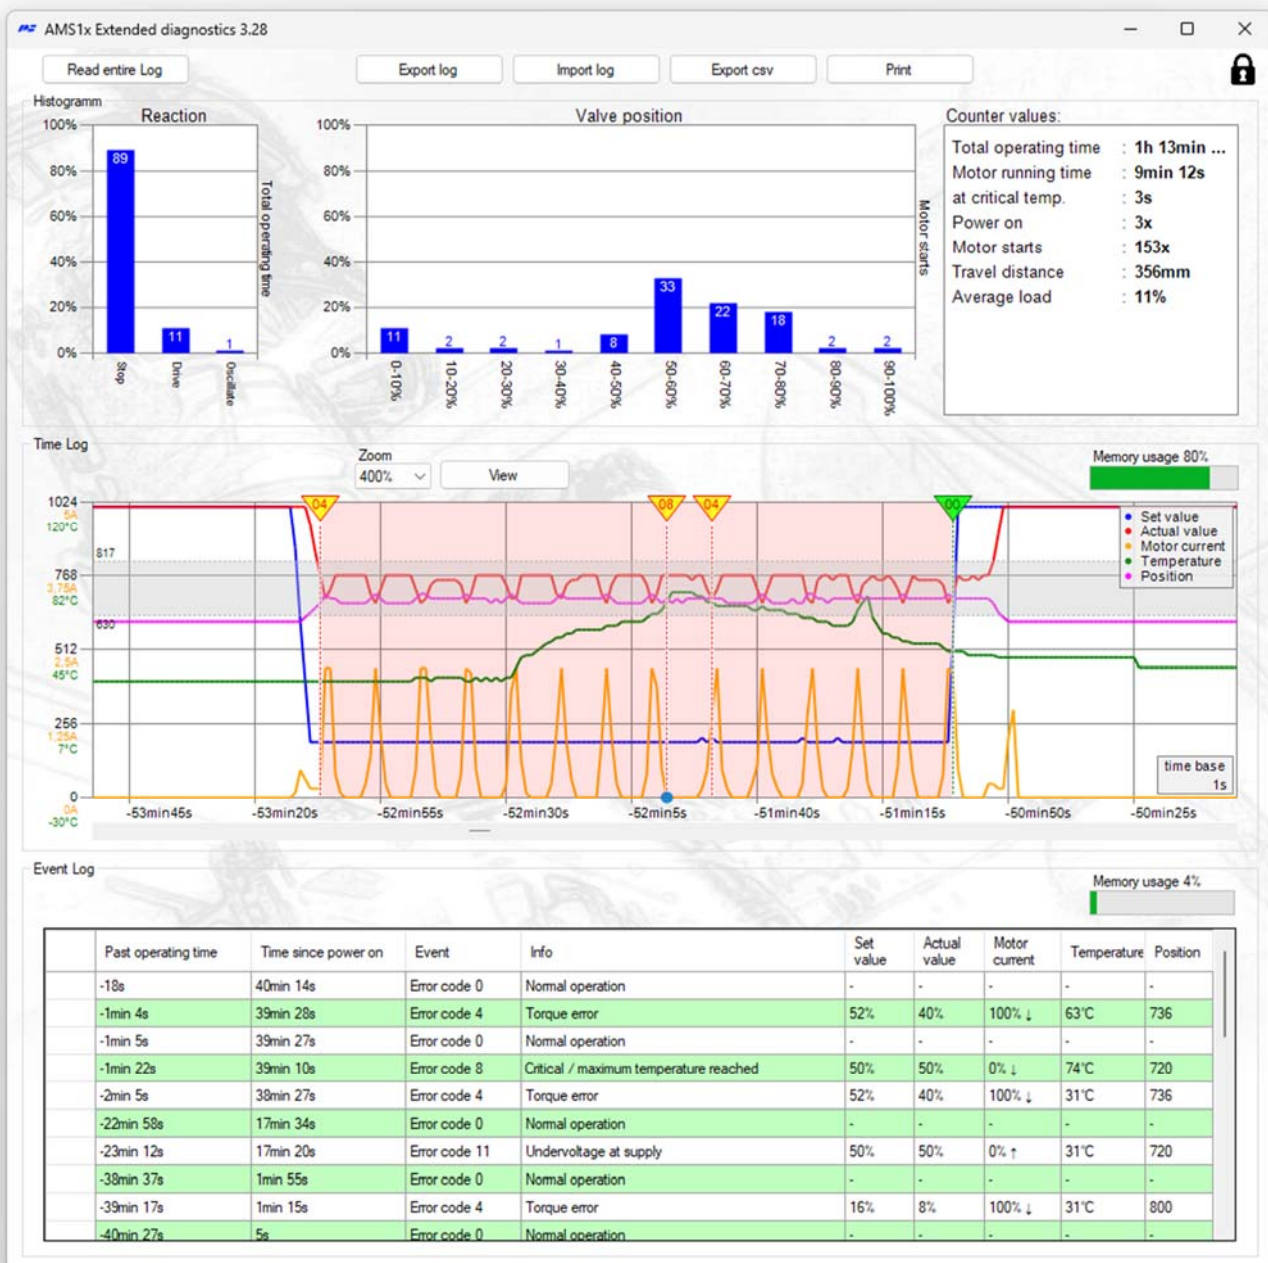 AMS1x Extended diagnostics 3.28
Read entire Log
Export log
Import log
Export csv
Print
Histogramm
Reaction
100%
80%
60%
40%
20%
0%
89
11
1
Stop
Drive
Oscillate
Total operating time
Valve position
100%
80%
60%
40%
20%
0%
11
2
2
1
8
33
22
18
2
2
0-10%
10-20%
20-30%
30-40%
40-50%
50-60%
60-70%
70-80%
80-90%
90-100%
Motor starts
Counter values:
Total operating time : 1h 13min ...
Motor running time : 9min 12s
at critical temp. : 3s
Power on : 3x
Motor starts : 153x
Travel distance : 356mm
Average load : 11%
Time Log
Zoom
400%
View
Memory usage 80%
1024
5A
120°C
817
768
3.75A
82°C
630
512
2.5A
45°C
256
1.25A
7°C
0
0A
-30°C
04
08
04
00
Set value
Actual value
Motor current
Temperature
Position
time base
1s
-53min45s
-53min20s
-52min55s
-52min30s
-52min5s
-51min40s
-51min15s
-50min50s
-50min25s
Event Log
Memory usage 4%
Past operating time Time since power on Event Info Set value Actual value Motor current Temperature Position
-18s 40min 14s Error code 0 Normal operation - - - - -
-1min 4s 39min 28s Error code 4 Torque error 52% 40% 100% ↓ 63°C 736
-1min 5s 39min 27s Error code 0 Normal operation - - - - -
-1min 22s 39min 10s Error code 8 Critical / maximum temperature reached 50% 50% 0% ↓ 74°C 720
-2min 5s 38min 27s Error code 4 Torque error 52% 40% 100% ↓ 31°C 736
-22min 58s 17min 34s Error code 0 Normal operation - - - - -
-23min 12s 17min 20s Error code 11 Undervoltage at supply 50% 50% 0% ↑ 31°C 720
-38min 37s 1min 55s Error code 0 Normal operation - - - - -
-39min 17s 1min 15s Error code 4 Torque error 16% 8% 100% ↓ 31°C 800
-40min 27s 5s Error code 0 Normal operation - - - - -